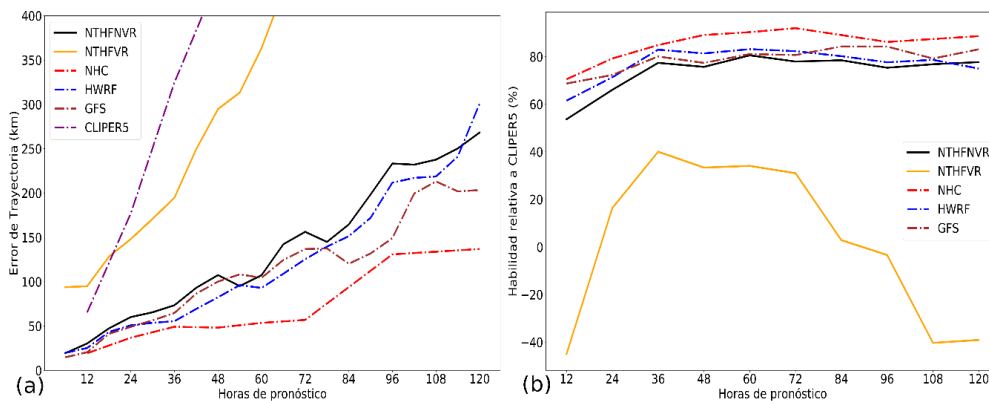 400
350
300
250
200
150
100
50
0
Error de Trayectoria (km)
NTHFNVR
NTHFVR
NHC
HWRF
GFS
CLIPER5
12 24 36 48 60 72 84 96 108 120
Horas de pronóstico
(a)
80
60
40
20
0
−20
−40
Habilidad relativa a CLIPER5 (%)
NTHFNVR
NTHFVR
NHC
HWRF
GFS
12 24 36 48 60 72 84 96 108 120
Horas de pronóstico
(b)